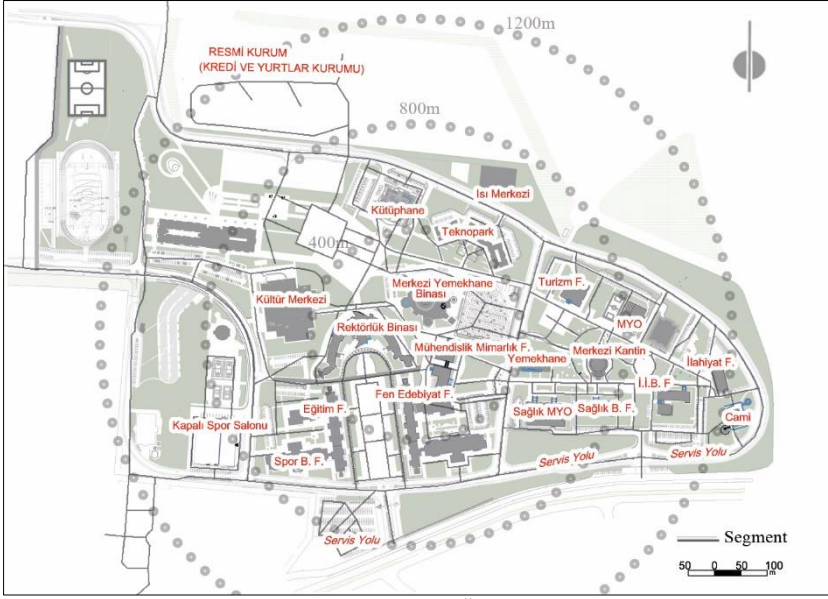 1200m
RESMİ KURUM
(KREDİ VE YURTLAR KURUMU)
800m
Isı Merkezi
Kütüphane
Teknopark
400m
Turizm F.
Merkezi Yemekhane
Binası
Kültür Merkezi
MYO
Rektörlük Binası
Mühendislik Mimarlık F.
Yemekhane
Merkezi Kantin
İlahiyat F.
İ.İ.B. F
Fen Edebiyat F.
Eğitim F.
Sağlık MYO
Sağlık B. F.
Cami
Kapalı Spor Salonu
Spor B. F.
Servis Yolu
Servis Yolu
Servis Yolu
Segment
50 0 50 100
m